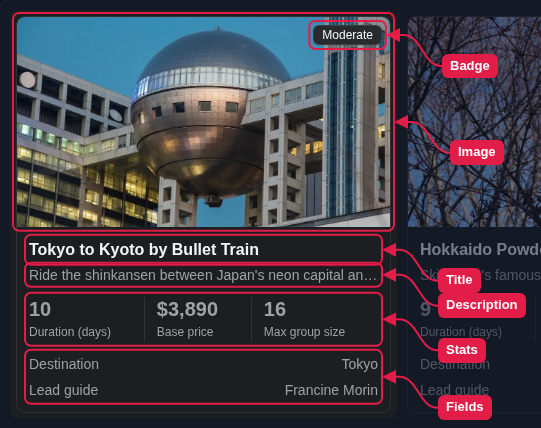 Moderate
Badge
Image
Tokyo to Kyoto by Bullet Train
Hokkaido Powd
Ride the shinkansen between Japan's neon capital an…
Title
Description
10
$3,890
16
9
Duration (days)
Base price
Max group size
Duration (days)
Stats
Destination
Tokyo
Destination
Lead guide
Francine Morin
Lead guide
Fields